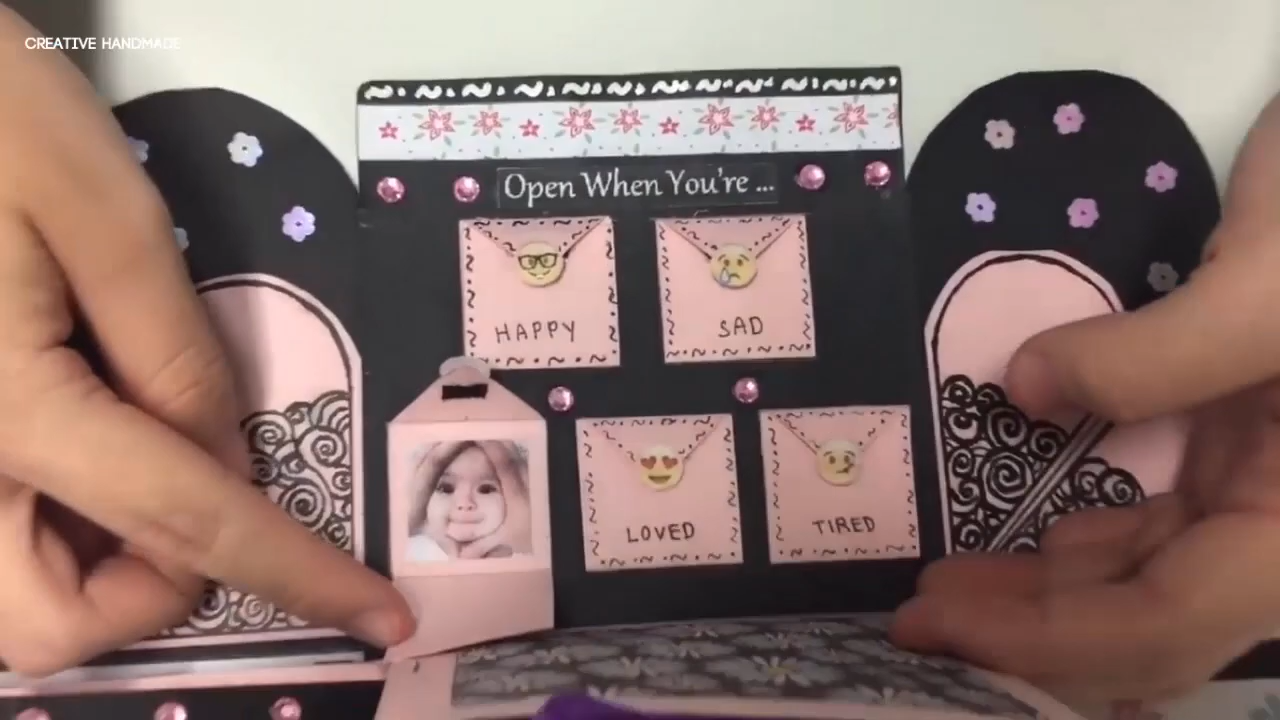 CREATIVE HANDMADE
Open When You're ...
HAPPY
SAD
LOVED
TIRED